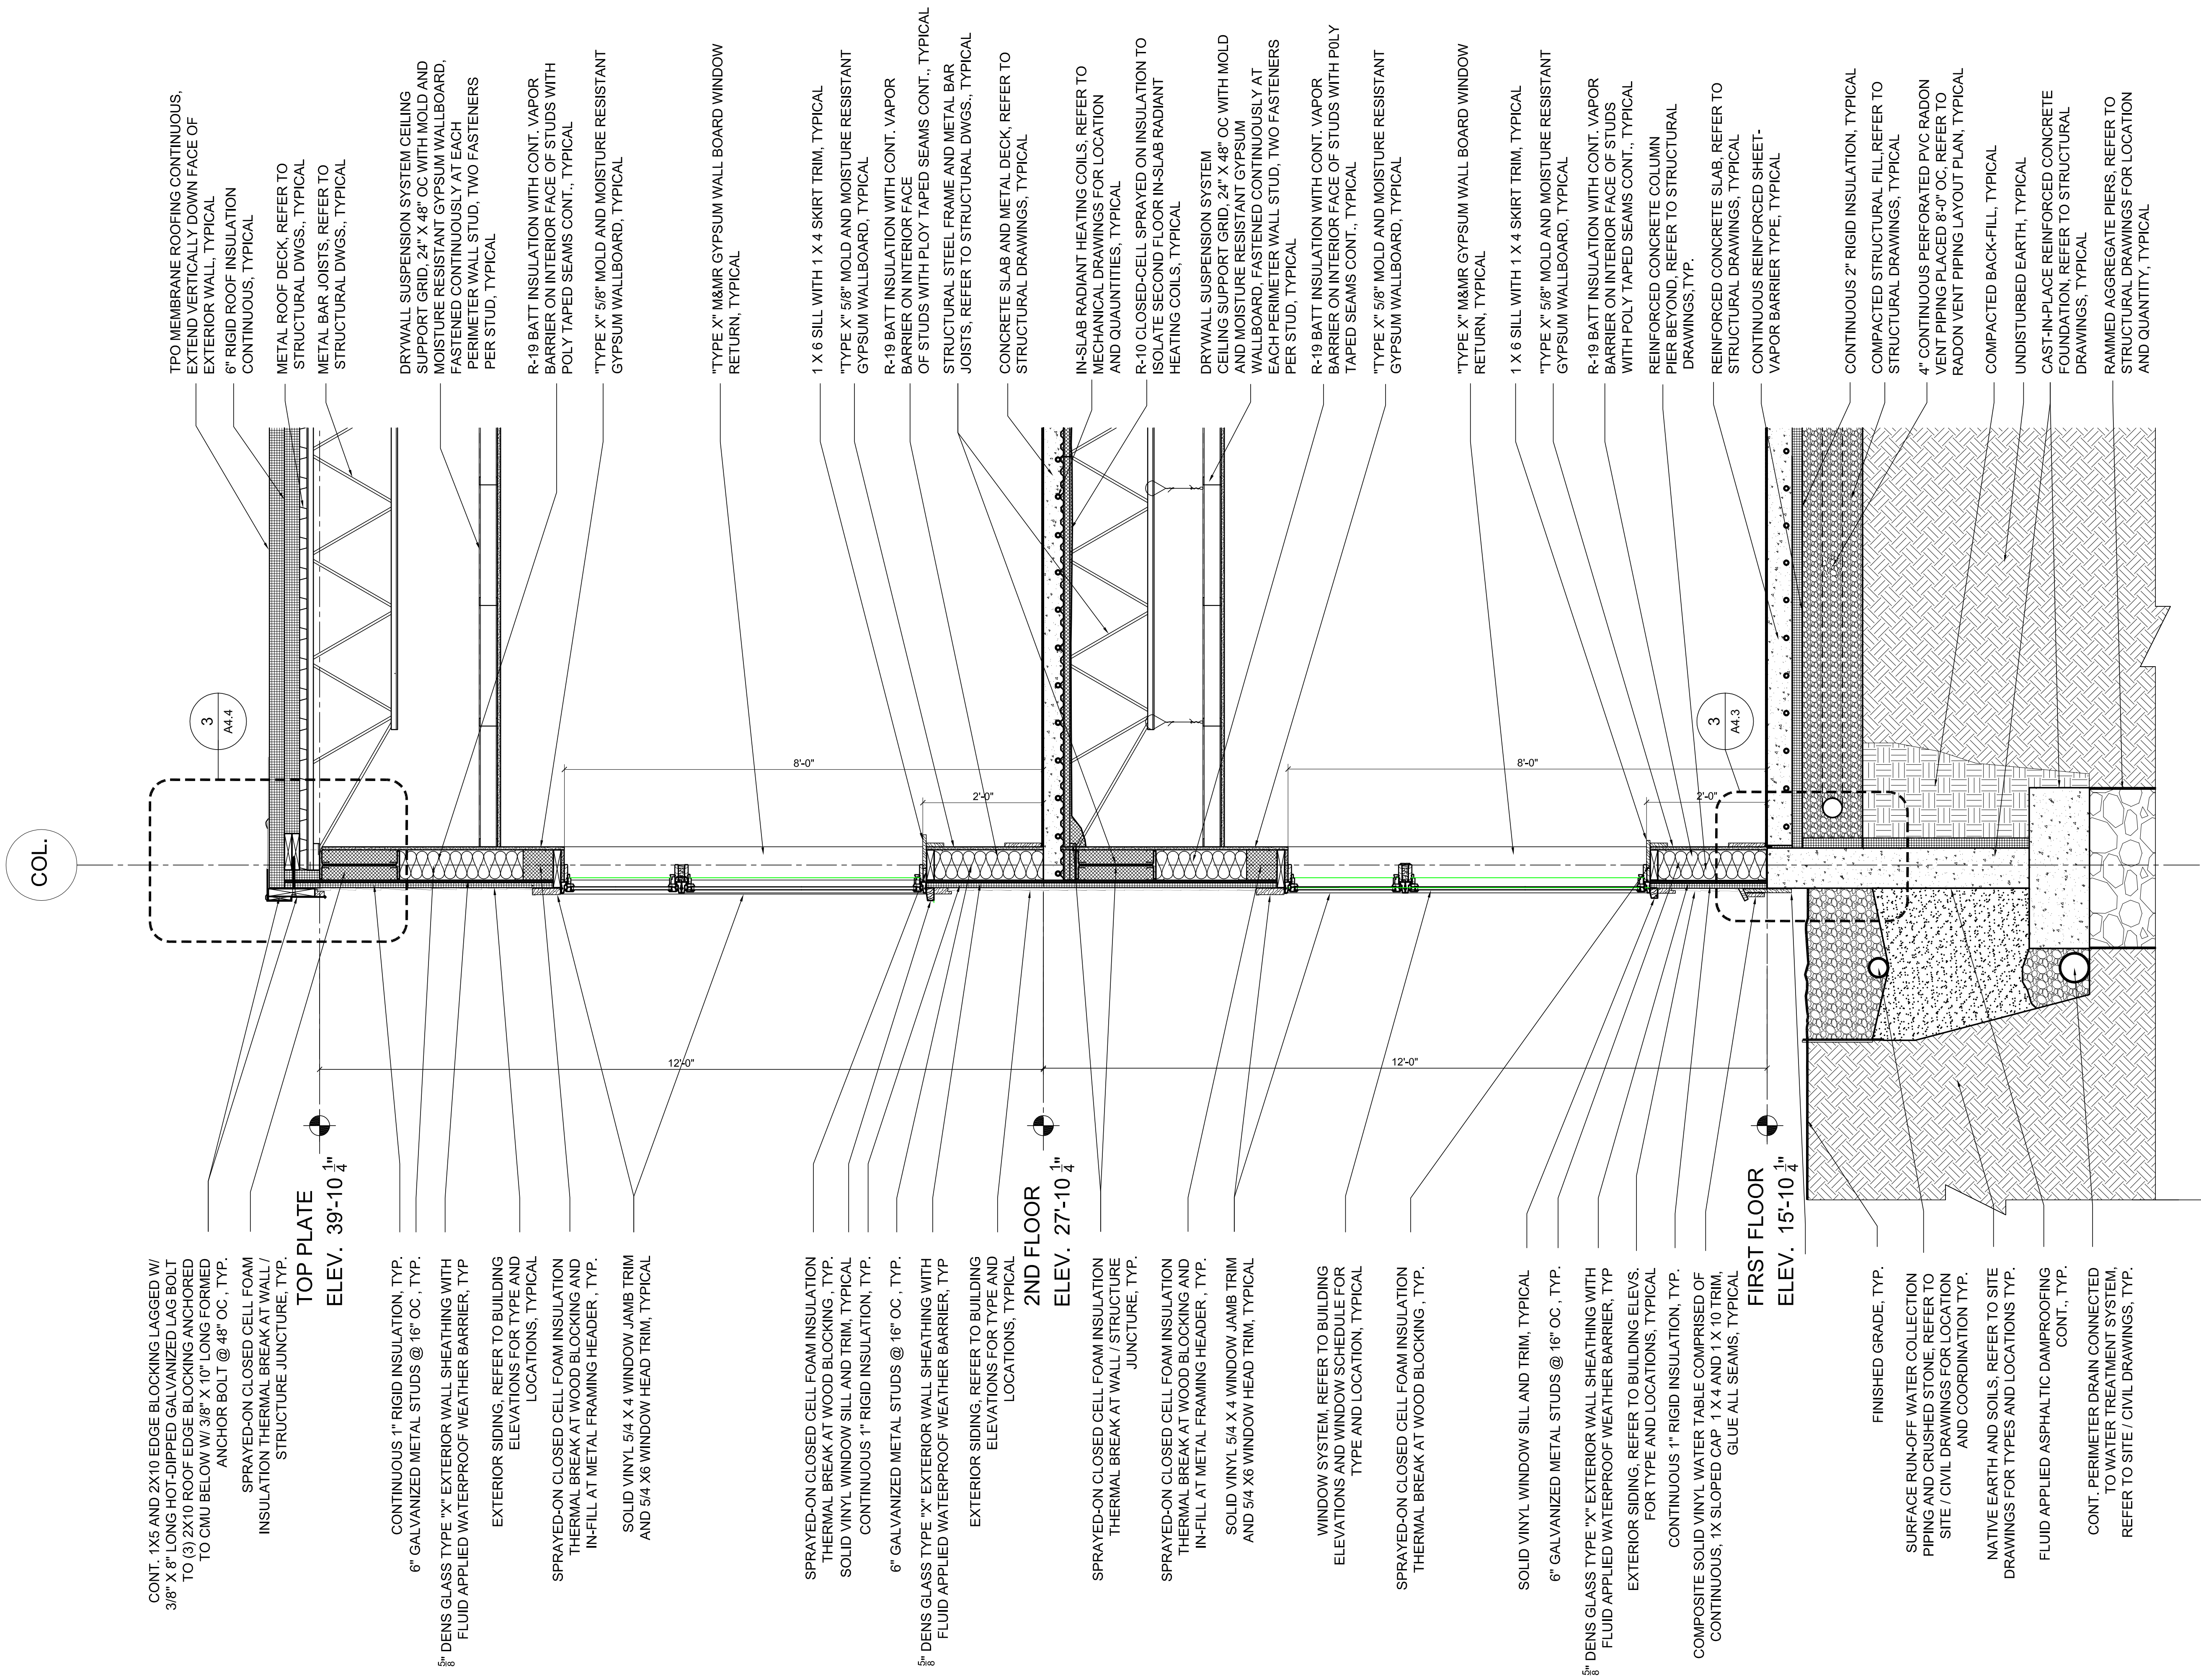 COL.
3
A4.4
TPO MEMBRANE ROOFING CONTINUOUS,
EXTEND VERTICALLY DOWN FACE OF
EXTERIOR WALL, TYPICAL
6" RIGID ROOF INSULATION
CONTINUOUS, TYPICAL
METAL ROOF DECK, REFER TO
STRUCTURAL DWGS., TYPICAL
METAL BAR JOISTS, REFER TO
STRUCTURAL DWGS., TYPICAL
DRYWALL SUSPENSION SYSTEM CEILING
SUPPORT GRID, 24" X 48" OC WITH MOLD AND
MOISTURE RESISTANT GYPSUM WALLBOARD,
FASTENED CONTINUOUSLY AT EACH
PERIMETER WALL STUD, TWO FASTENERS
PER STUD, TYPICAL
R-19 BATT INSULATION WITH CONT. VAPOR
BARRIER ON INTERIOR FACE OF STUDS WITH
POLY TAPED SEAMS CONT., TYPICAL
"TYPE X" 5/8" MOLD AND MOISTURE RESISTANT
GYPSUM WALLBOARD, TYPICAL
"TYPE X" M&MR GYPSUM WALL BOARD WINDOW
RETURN, TYPICAL
1 X 6 SILL WITH 1 X 4 SKIRT TRIM, TYPICAL
"TYPE X" 5/8" MOLD AND MOISTURE RESISTANT
GYPSUM WALLBOARD, TYPICAL
R-19 BATT INSULATION WITH CONT. VAPOR
BARRIER ON INTERIOR FACE
OF STUDS WITH PLOY TAPED SEAMS CONT., TYPICAL
STRUCTURAL STEEL FRAME AND METAL BAR
JOISTS, REFER TO STRUCTURAL DWGS., TYPICAL
CONCRETE SLAB AND METAL DECK, REFER TO
STRUCTURAL DRAWINGS, TYPICAL
IN-SLAB RADIANT HEATING COILS, REFER TO
MECHANICAL DRAWINGS FOR LOCATION
AND QUANTITIES, TYPICAL
R-10 CLOSED-CELL SPRAYED ON INSULATION TO
ISOLATE SECOND FLOOR IN-SLAB RADIANT
HEATING COILS, TYPICAL
DRYWALL SUSPENSION SYSTEM
CEILING SUPPORT GRID, 24" X 48" OC WITH MOLD
AND MOISTURE RESISTANT GYPSUM
WALLBOARD, FASTENED CONTINUOUSLY AT
EACH PERIMETER WALL STUD, TWO FASTENERS
PER STUD, TYPICAL
R-19 BATT INSULATION WITH CONT. VAPOR
BARRIER FACE OF STUDS WITH P0LY
TAPED SEAMS CONT., TYPICAL
"TYPE X" 5/8" MOLD AND MOISTURE RESISTANT
GYPSUM WALLBOARD, TYPICAL
"TYPE X" M&MR GYPSUM WALL BOARD WINDOW
RETURN, TYPICAL
1 X 6 SILL WITH 1 X 4 SKIRT TRIM, TYPICAL
"TYPE X" 5/8" MOLD AND MOISTURE RESISTANT
GYPSUM WALLBOARD, TYPICAL
R-19 BATT INSULATION WITH CONT. VAPOR
BARRIER ON INTERIOR FACE OF STUDS
WITH POLY TAPED SEAMS CONT., TYPICAL
REINFORCED CONCRETE COLUMN
PIER BEYOND, REFER TO STRUCTURAL
DRAWINGS,TYP.
REINFORCED CONCRETE SLAB, REFER TO
STRUCTURAL DRAWINGS, TYPICAL
CONTINUOUS REINFORCED SHEET-
VAPOR BARRIER TYPE, TYPICAL
CONTINUOUS 2" RIGID INSULATION, TYPICAL
COMPACTED STRUCTURAL FILL,REFER TO
STRUCTURAL DRAWINGS, TYPICAL
4" CONTINUOUS PERFORATED PVC RADON
VENT PIPING PLACED 8'-0" OC, REFER TO
RADON VENT PIPING LAYOUT PLAN, TYPICAL
COMPACTED BACK-FILL, TYPICAL
UNDISTURBED EARTH, TYPICAL
CAST-IN-PLACE REINFORCED CONCRETE
FOUNDATION, REFER TO STRUCTURAL
DRAWINGS, TYPICAL
RAMMED AGGREGATE PIERS, REFER TO
STRUCTURAL DRAWINGS FOR LOCATION
AND QUANTITY, TYPICAL
8'-0"
2'-0"
8'-0"
2'-0"
3
A4.3
12'-0"
12'-0"
TOP PLATE
ELEV. 39'-10 1/4"
2ND FLOOR
ELEV. 27'-10 1/4"
FIRST FLOOR
ELEV. 15'-10 1/4"
CONT. 1X5 AND 2X10 EDGE BLOCKING LAGGED W/
3/8" X 8" LONG HOT-DIPPED GALVANIZED LAG BOLT
TO (3) 2X10 ROOF EDGE BLOCKING ANCHORED
TO CMU BELOW W/ 3/8" X 10" LONG FORMED
ANCHOR BOLT @ 48" OC , TYP.
SPRAYED-ON CLOSED CELL FOAM
INSULATION THERMAL BREAK AT WALL /
STRUCTURE JUNCTURE, TYP.
CONTINUOUS 1" RIGID INSULATION, TYP.
6" GALVANIZED METAL STUDS @ 16" OC , TYP.
5/8" DENS GLASS TYPE "X" EXTERIOR WALL SHEATHING WITH
FLUID APPLIED WATERPROOF WEATHER BARRIER, TYP
EXTERIOR SIDING, REFER TO BUILDING
ELEVATIONS FOR TYPE AND
LOCATIONS, TYPICAL
SPRAYED-ON CLOSED CELL FOAM INSULATION
THERMAL BREAK AT WOOD BLOCKING AND
IN-FILL AT METAL FRAMING HEADER , TYP.
SOLID VINYL 5/4 X 4 WINDOW JAMB TRIM
AND 5/4 X6 WINDOW HEAD TRIM, TYPICAL
SPRAYED-ON CLOSED CELL FOAM INSULATION
THERMAL BREAK AT WOOD BLOCKING , TYP.
SOLID VINYL WINDOW SILL AND TRIM, TYPICAL
CONTINUOUS 1" RIGID INSULATION, TYP.
6" GALVANIZED METAL STUDS @ 16" OC , TYP.
5/8" DENS GLASS TYPE "X" EXTERIOR WALL SHEATHING WITH
FLUID APPLIED WATERPROOF WEATHER BARRIER, TYP
EXTERIOR SIDING, REFER TO BUILDING
ELEVATIONS FOR TYPE AND
LOCATIONS, TYPICAL
SPRAYED-ON CLOSED CELL FOAM INSULATION
THERMAL BREAK AT WALL / STRUCTURE
JUNCTURE, TYP.
SPRAYED-ON CLOSED CELL FOAM INSULATION
THERMAL BREAK AT WOOD BLOCKING AND
IN-FILL AT METAL FRAMING HEADER , TYP.
SOLID VINYL 5/4 X 4 WINDOW JAMB TRIM
AND 5/4 X6 WINDOW HEAD TRIM, TYPICAL
WINDOW SYSTEM, REFER TO BUILDING
ELEVATIONS AND WINDOW SCHEDULE FOR
TYPE AND LOCATION, TYPICAL
SPRAYED-ON CLOSED CELL FOAM INSULATION
THERMAL BREAK AT WOOD BLOCKING , TYP.
SOLID VINYL WINDOW SILL AND TRIM, TYPICAL
6" GALVANIZED METAL STUDS @ 16" OC , TYP.
5/8" DENS GLASS TYPE "X" EXTERIOR WALL SHEATHING WITH
FLUID APPLIED WATERPROOF WEATHER BARRIER, TYP
EXTERIOR SIDING, REFER TO BUILDING ELEVS.
FOR TYPE AND LOCATIONS, TYPICAL
CONTINUOUS 1" RIGID INSULATION, TYP.
COMPOSITE SOLID VINYL WATER TABLE COMPRISED OF
CONTINUOUS, 1X SLOPED CAP 1 X 4 AND 1 X 10 TRIM,
GLUE ALL SEAMS, TYPICAL
FINISHED GRADE, TYP.
SURFACE RUN-OFF WATER COLLECTION
PIPING AND CRUSHED STONE, REFER TO
SITE / CIVIL DRAWINGS FOR LOCATION
AND COORDINATION TYP.
NATIVE EARTH AND SOILS, REFER TO SITE
DRAWINGS FOR TYPES AND LOCATIONS TYP.
FLUID APPLIED ASPHALTIC DAMPROOFING
CONT., TYP.
CONT. PERIMETER DRAIN CONNECTED
TO WATER TREATMENT SYSTEM,
REFER TO SITE / CIVIL DRAWINGS, TYP.